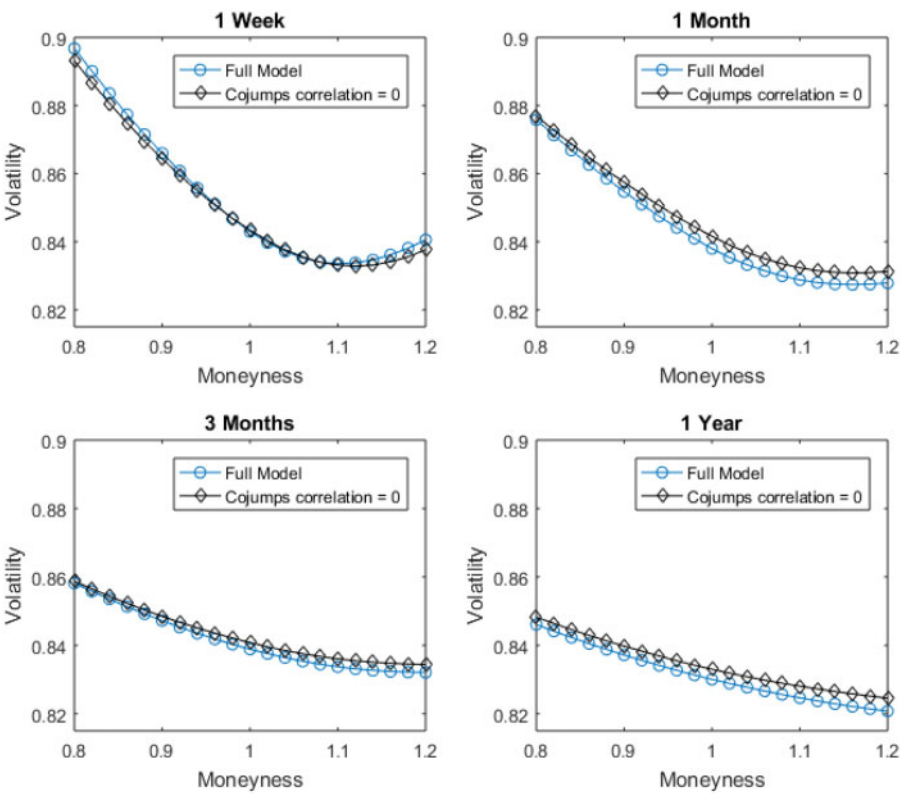 1 Week
0.9
0.88
0.86
0.84
0.82
Volatility
Full Model
Cojumps correlation = 0
0.8 0.9 1 1.1 1.2
Moneyness
1 Month
0.9
0.88
0.86
0.84
0.82
Volatility
Full Model
Cojumps correlation = 0
0.8 0.9 1 1.1 1.2
Moneyness
3 Months
0.9
0.88
0.86
0.84
0.82
Volatility
Full Model
Cojumps correlation = 0
0.8 0.9 1 1.1 1.2
Moneyness
1 Year
0.9
0.88
0.86
0.84
0.82
Volatility
Full Model
Cojumps correlation = 0
0.8 0.9 1 1.1 1.2
Moneyness